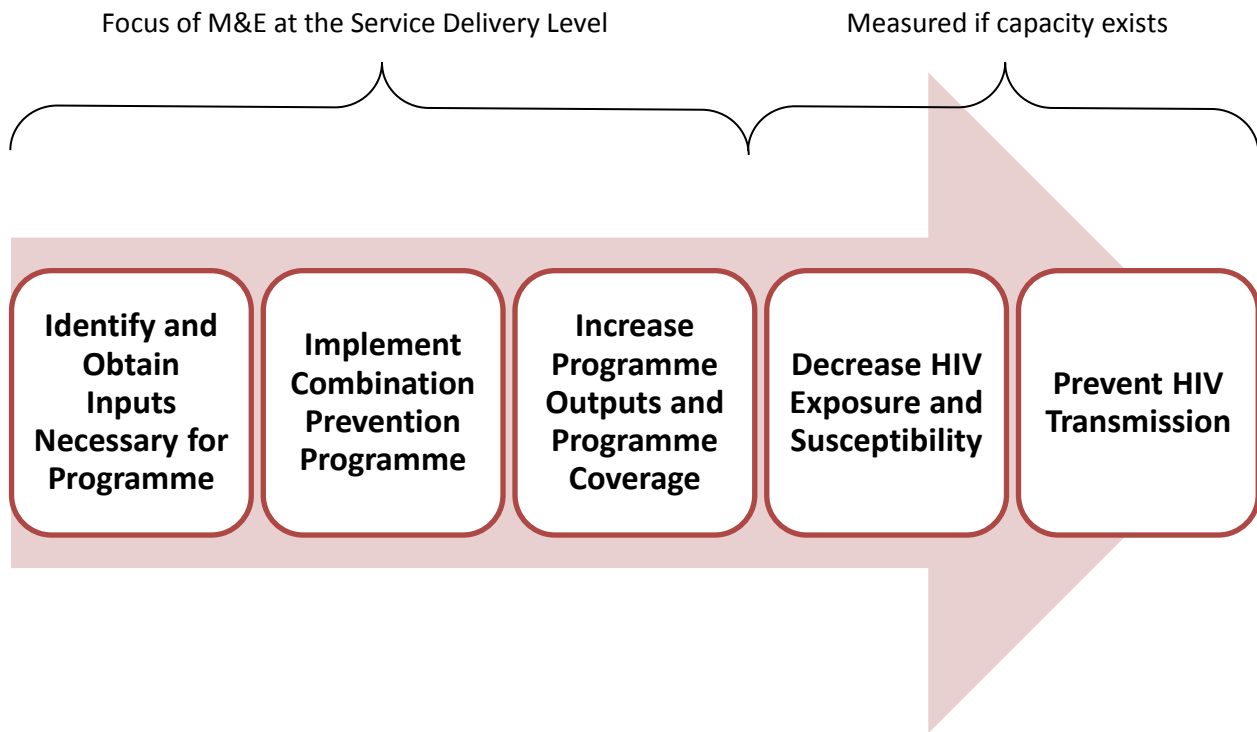 Focus of M&E at the Service Delivery Level
Measured if capacity exists
Identify and
Obtain
Inputs
Necessary for
Programme
Implement
Combination
Prevention
Programme
Increase
Programme
Outputs and
Programme
Coverage
Decrease HIV
Exposure and
Susceptibility
Prevent HIV
Transmission